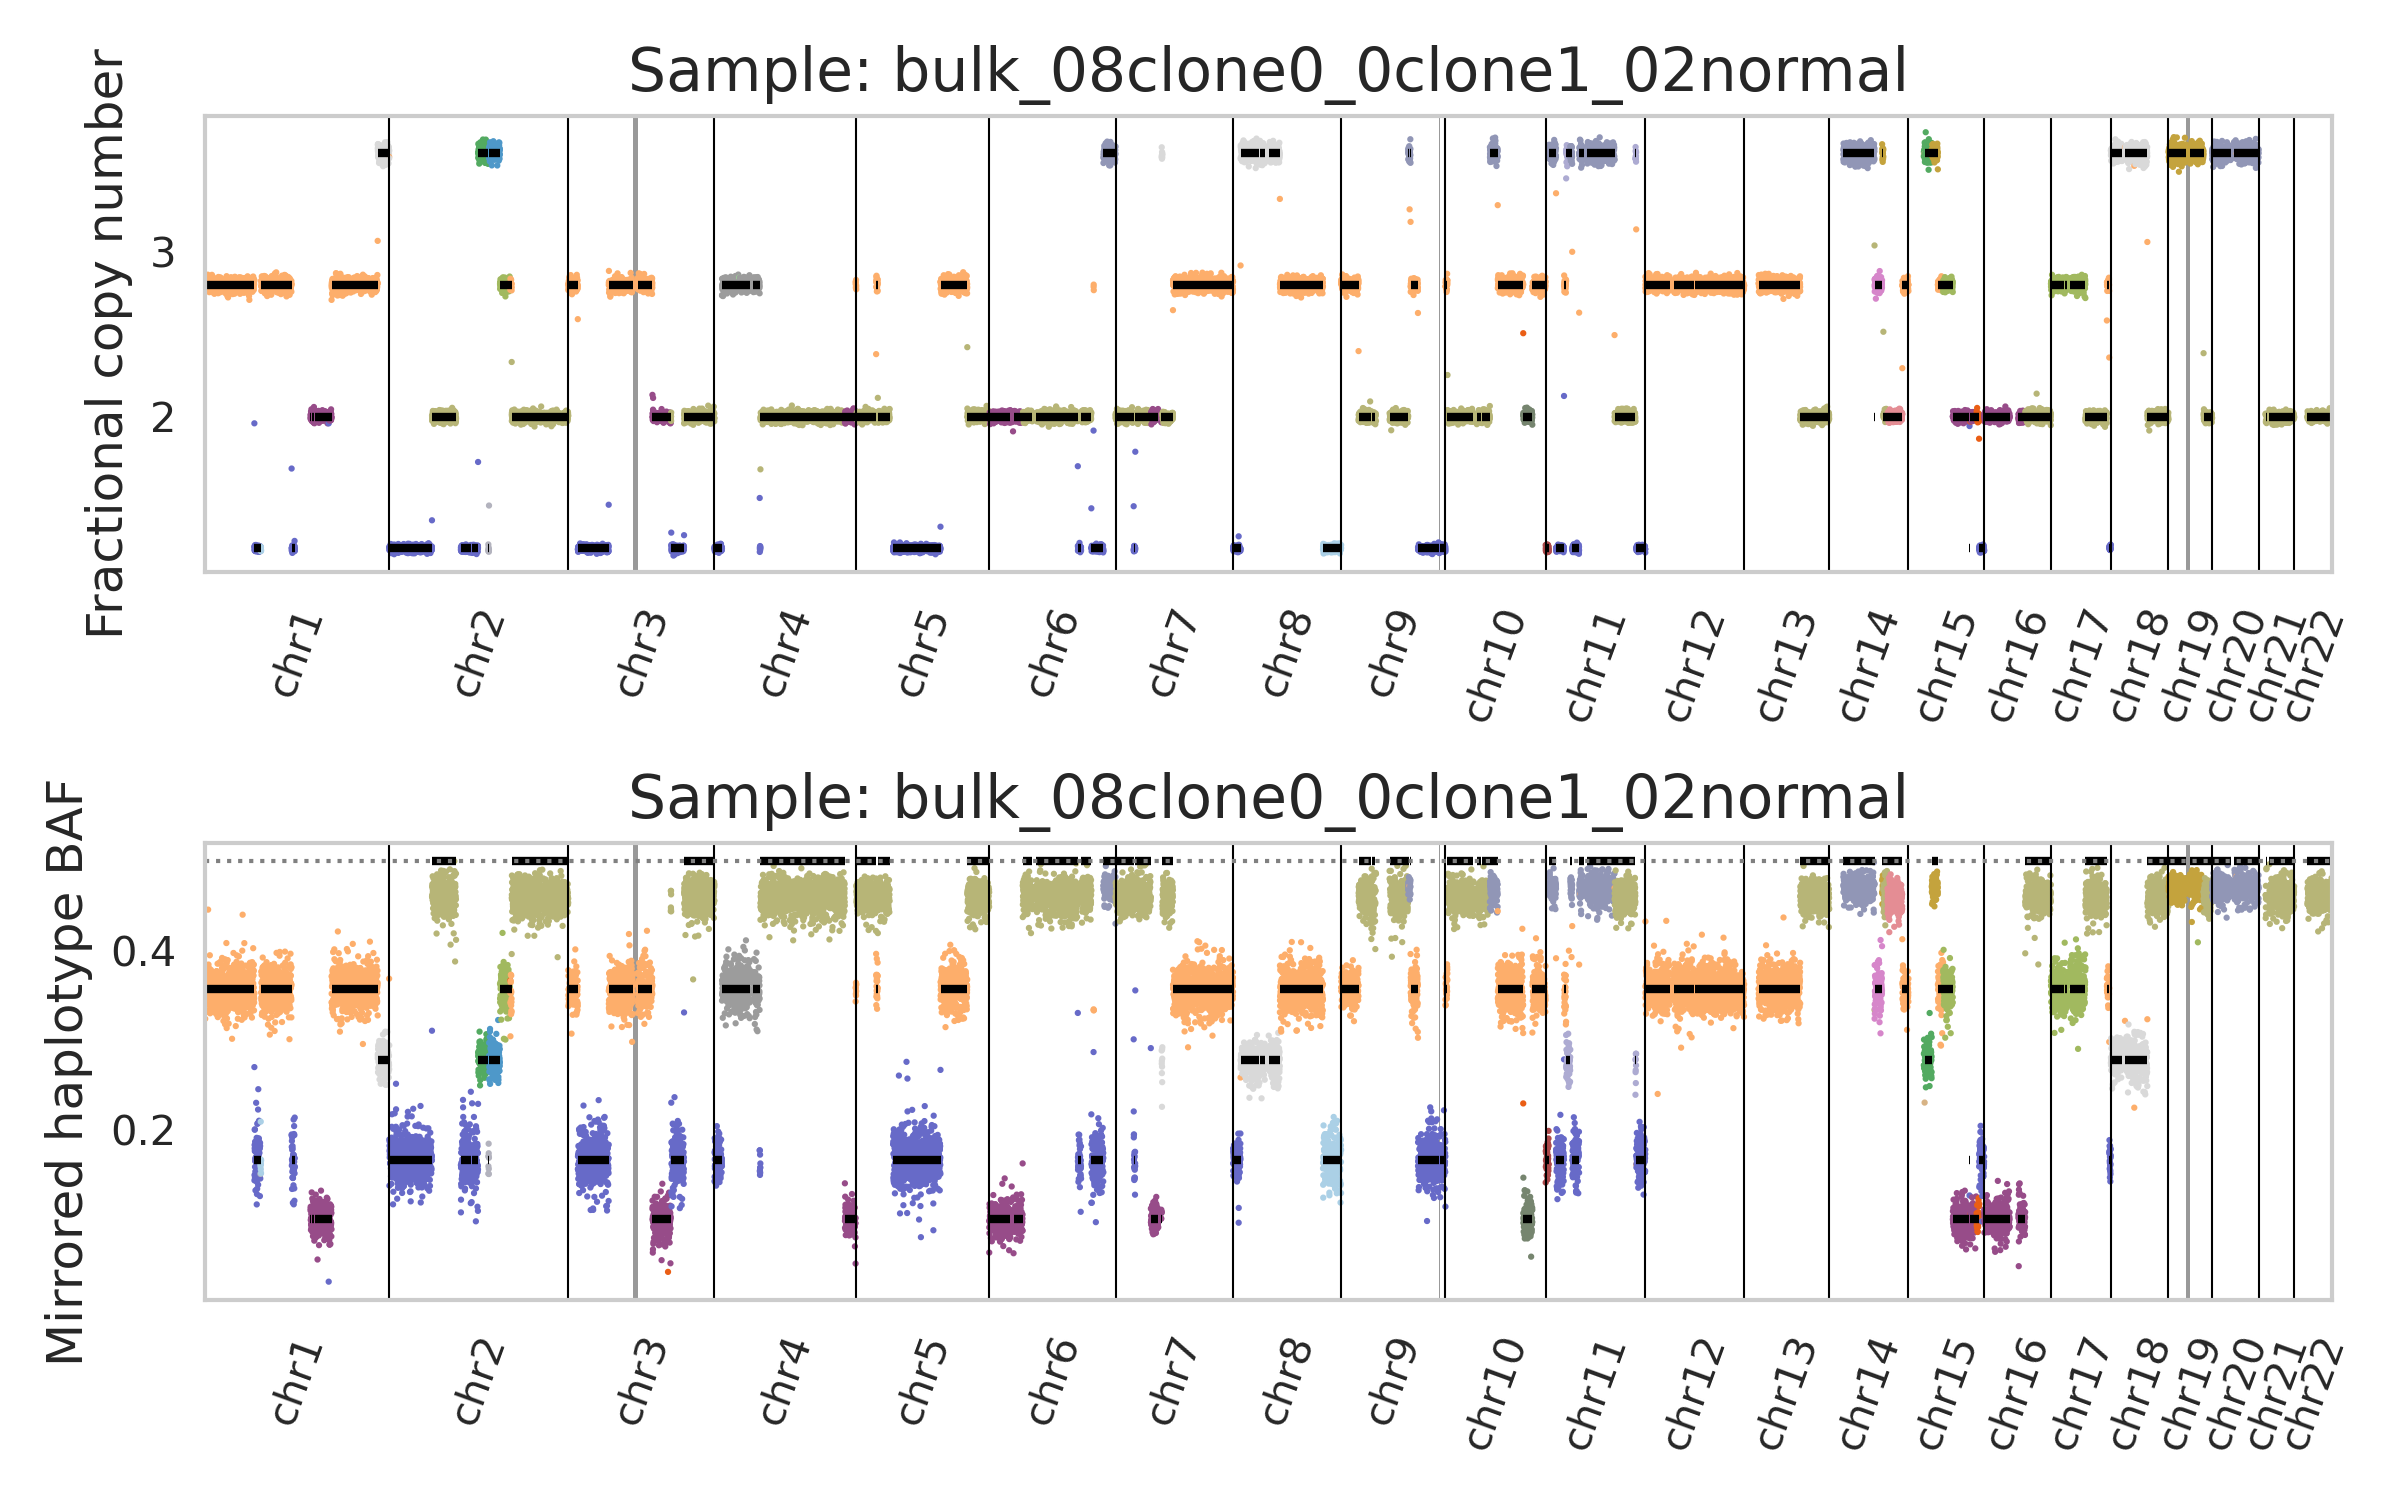 Sample: bulk_08clone0_0clone1_02normal
Fractional copy number
3
2
chr1 chr2 chr3 chr4 chr5 chr6 chr7 chr8 chr9 chr10 chr11 chr12 chr13 chr14 chr15 chr16 chr17 chr18 chr19 chr20 chr21 chr22
Sample: bulk_08clone0_0clone1_02normal
Mirrored haplotype BAF
0.4
0.2
chr1 chr2 chr3 chr4 chr5 chr6 chr7 chr8 chr9 chr10 chr11 chr12 chr13 chr14 chr15 chr16 chr17 chr18 chr19 chr20 chr21 chr22